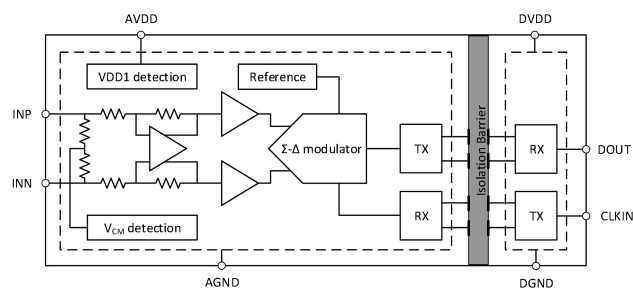 AVDD
DVDD
VDD1 detection
Reference
INP
Σ-Δ modulator
TX
Isolation Barrier
RX
DOUT
INN
VCM detection
RX
TX
CLKIN
AGND
DGND